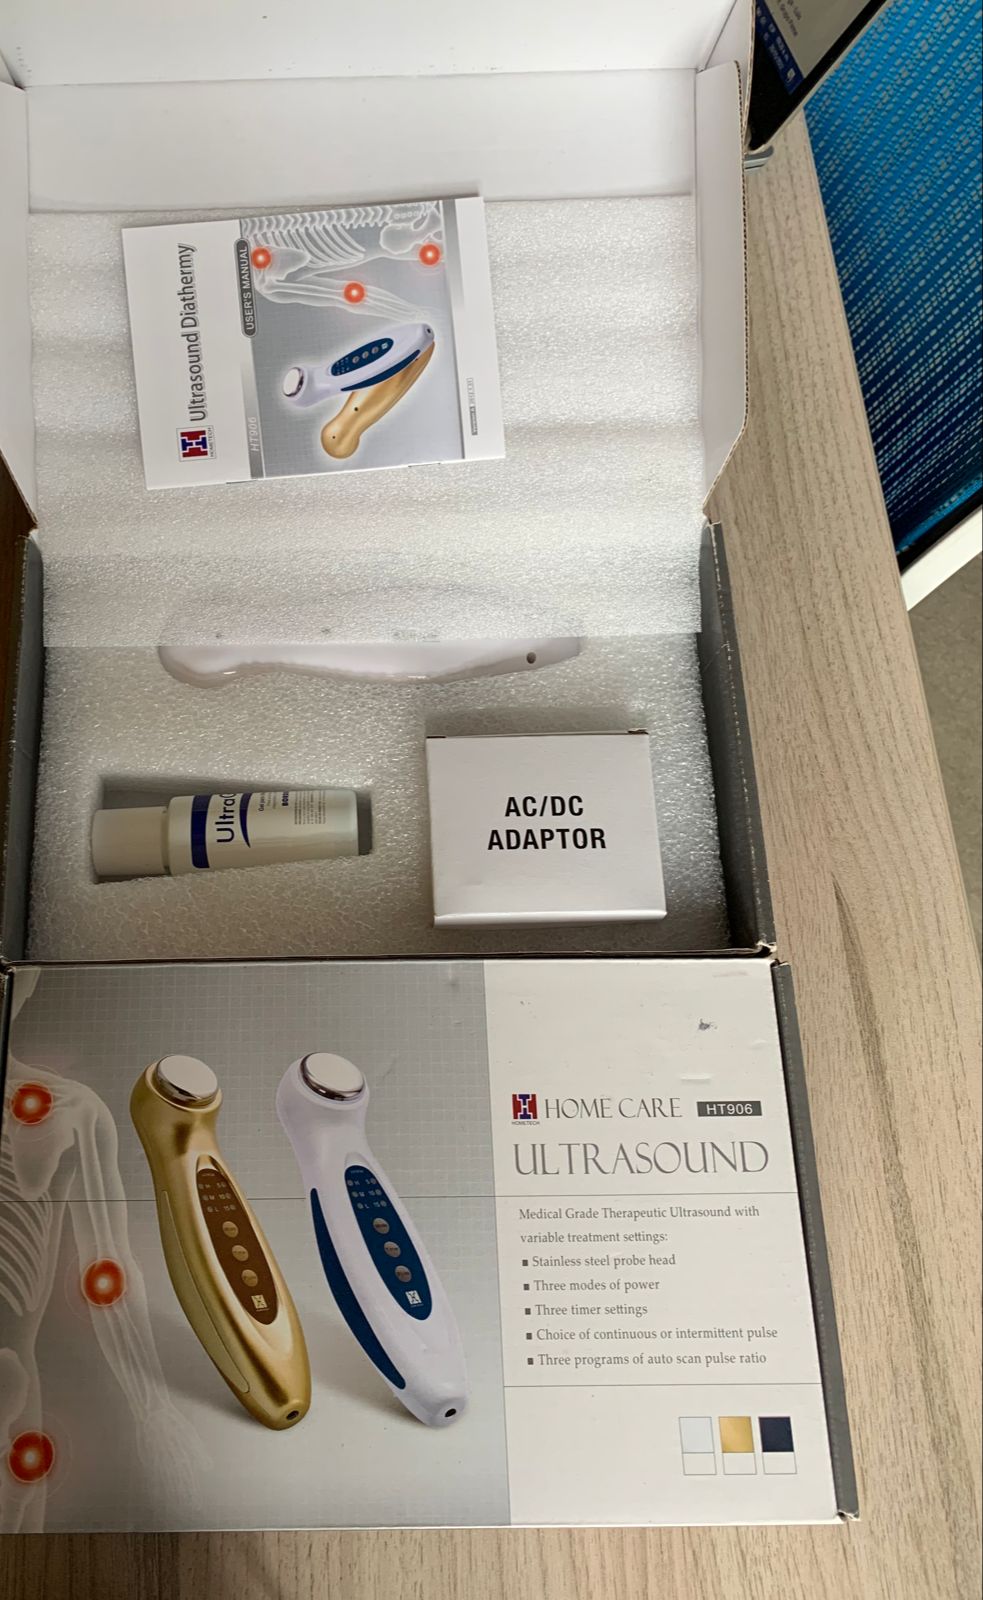 Ultrasound Diathermy
USER'S MANUAL
HT906
HOMETECH
AC/DC
ADAPTOR
HOMETECH
HOME CARE HT906
ULTRASOUND
Medical Grade Therapeutic Ultrasound with
variable treatment settings:
■ Stainless steel probe head
■ Three modes of power
■ Three timer settings
■ Choice of continuous or intermittent pulse
■ Three programs of auto scan pulse ratio